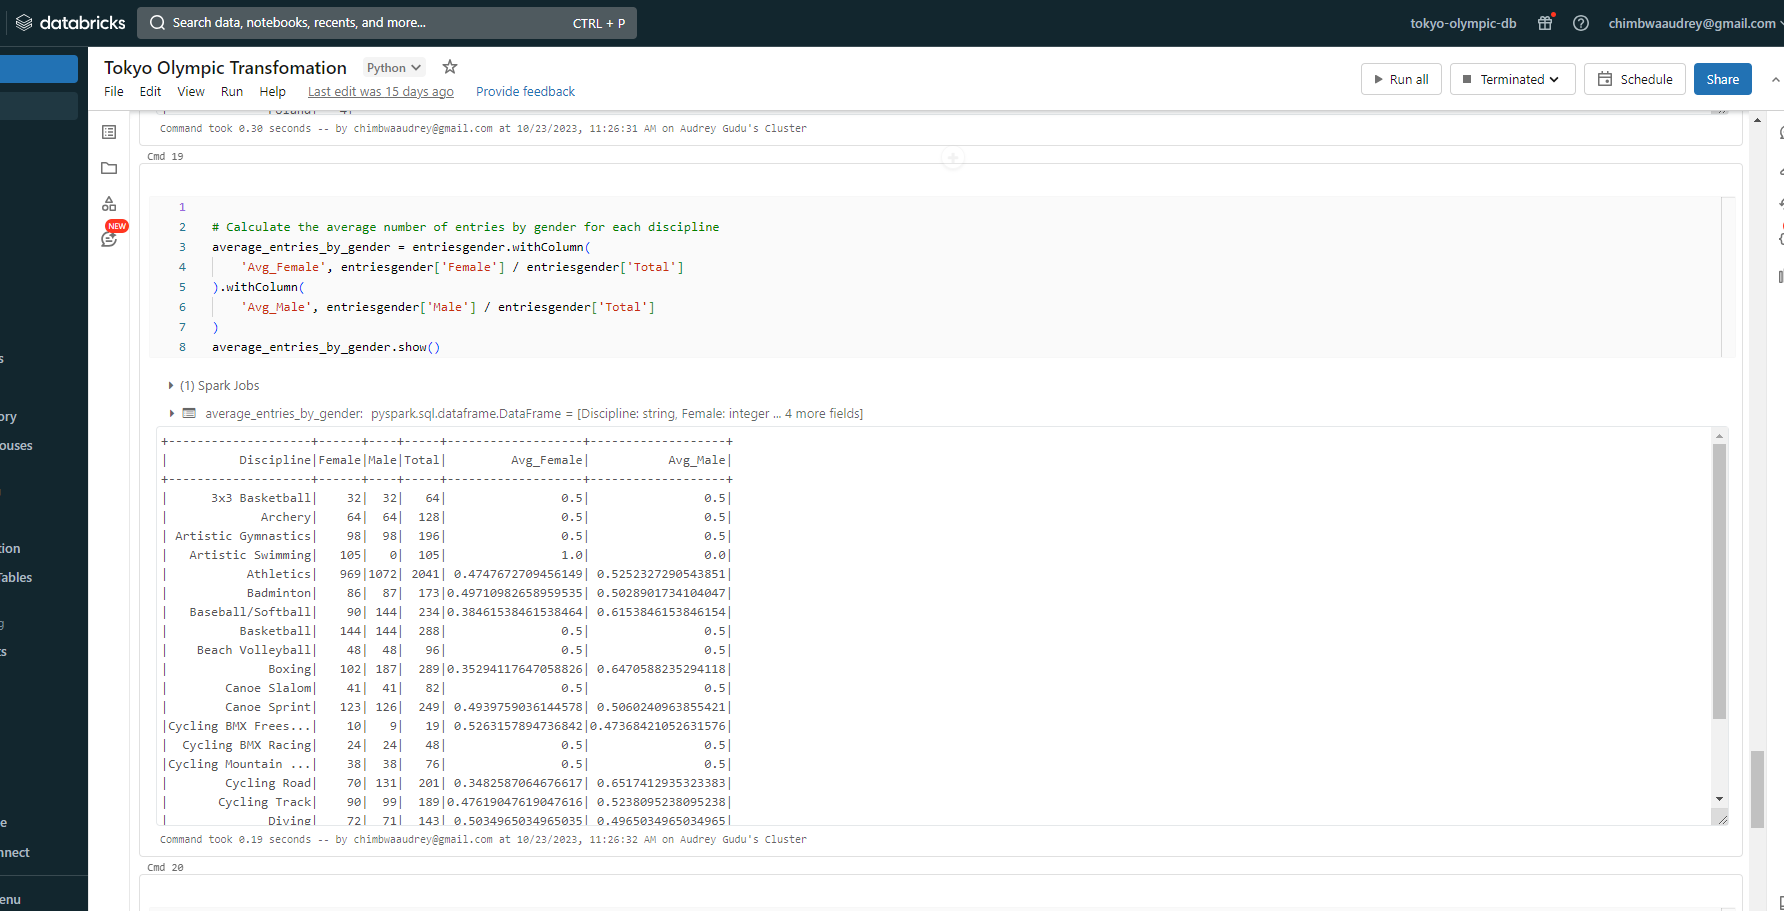 databricks
Search data, notebooks, recents, and more...
CTRL + P
tokyo-olympic-db
chimbwaaudrey@gmail.com
Tokyo Olympic Transfomation
Python
File Edit View Run Help Last edit was 15 days ago Provide feedback
Run all
Terminated
Schedule
Share
NEW
Command took 0.30 seconds -- by chimbwaaudrey@gmail.com at 10/23/2023, 11:26:31 AM on Audrey Gudu's Cluster
Cmd 19
1
2 # Calculate the average number of entries by gender for each discipline
3 average_entries_by_gender = entriesgender.withColumn(
4 'Avg_Female', entriesgender['Female'] / entriesgender['Total']
5 ).withColumn(
6 'Avg_Male', entriesgender['Male'] / entriesgender['Total']
7 )
8 average_entries_by_gender.show()
(1) Spark Jobs
average_entries_by_gender: pyspark.sql.dataframe.DataFrame = [Discipline: string, Female: integer ... 4 more fields]
+--------------------+------+----+-----+-------------------+-------------------+
| Discipline|Female|Male|Total| Avg_Female| Avg_Male|
+--------------------+------+----+-----+-------------------+-------------------+
| 3x3 Basketball| 32| 32| 64| 0.5| 0.5|
| Archery| 64| 64| 128| 0.5| 0.5|
| Artistic Gymnastics| 98| 98| 196| 0.5| 0.5|
| Artistic Swimming| 105| 0| 105| 1.0| 0.0|
| Athletics| 969|1072| 2041| 0.4747672709456149| 0.5252327290543851|
| Badminton| 86| 87| 173|0.49710982658959535| 0.5028901734104047|
| Baseball/Softball| 90| 144| 234|0.38461538461538464| 0.6153846153846154|
| Basketball| 144| 144| 288| 0.5| 0.5|
| Beach Volleyball| 48| 48| 96| 0.5| 0.5|
| Boxing| 102| 187| 289|0.35294117647058826| 0.6470588235294118|
| Canoe Slalom| 41| 41| 82| 0.5| 0.5|
| Canoe Sprint| 123| 126| 249| 0.4939759036144578| 0.5060240963855421|
|Cycling BMX Frees...| 10| 9| 19| 0.5263157894736842|0.47368421052631576|
| Cycling BMX Racing| 24| 24| 48| 0.5| 0.5|
|Cycling Mountain ...| 38| 38| 76| 0.5| 0.5|
| Cycling Road| 70| 131| 201| 0.3482587064676617| 0.6517412935323383|
| Cycling Track| 90| 99| 189|0.47619047619047616| 0.5238095238095238|
| Diving| 72| 71| 143| 0.5034965034965035| 0.4965034965034965|
Command took 0.19 seconds -- by chimbwaaudrey@gmail.com at 10/23/2023, 11:26:32 AM on Audrey Gudu's Cluster
Cmd 20